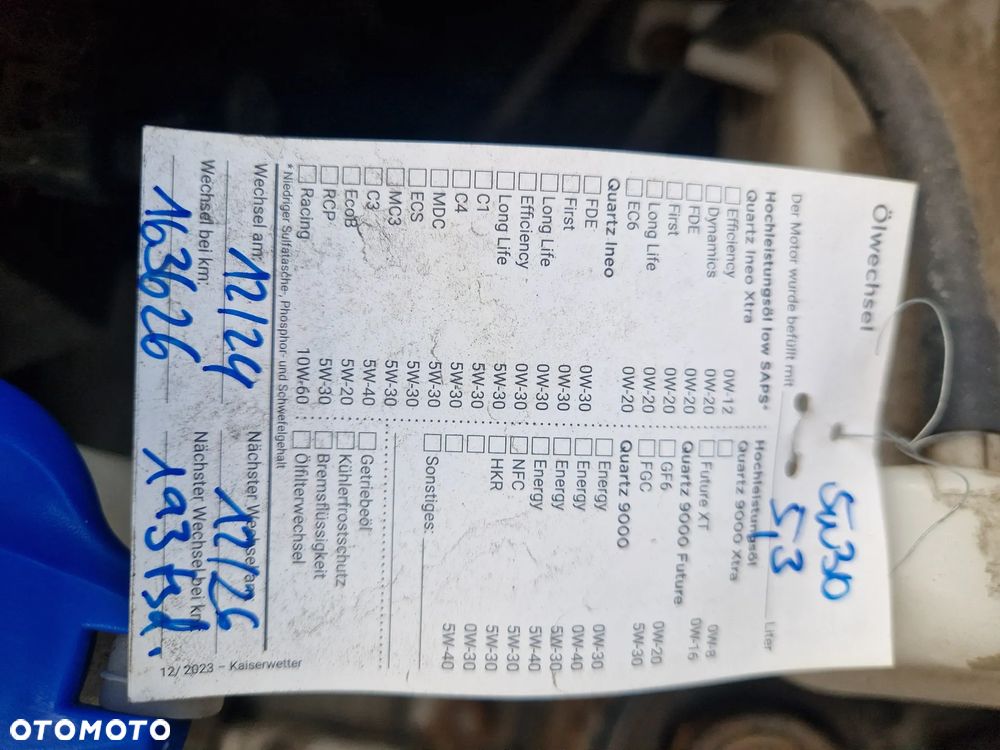 Ölwechsel
5w30
Der Motor wurde befüllt mit 5,3 Liter
Hochleistungsöl low SAPS*
Quartz Ineo Xtra
Efficiency 0W-12
Dynamics 0W-20
FDE 0W-20
First 0W-20
Long Life 0W-20
EC6 0W-20
Quartz Ineo
FDE 0W-30
First 0W-30
Long Life 0W-30
Efficiency 0W-30
Long Life 5W-30
C1 5W-30
C4 5W-30
MDC 5W-30
ECS 5W-30
MC3 5W-30
C3 5W-40
EcoB 5W-20
RCP 5W-30
Racing 10W-60
Hochleistungsöl
Quartz 9000 Xtra
0W-8
Future XT 0W-16
Quartz 9000 Future
GF6 0W-20
FGC 5W-30
Quartz 9000
Energy 0W-30
Energy 0W-40
Energy 5W-30
Energy 5W-40
NFC 5W-30
HKR 5W-30
0W-30
5W-40
Sonstiges:
Getriebeöl
Kühlerfrostschutz
Bremsflüssigkeit
Ölfilterwechsel
* Niedriger Sulfatasche-, Phosphor- und Schwefelgehalt
Wechsel am: 12/24
Nächster Wechsel am 12/26
Wechsel bei km: 163626
Nächster Wechsel bei km 193 tsd.
12/2023 – Kaiserwetter
OTOMOTO